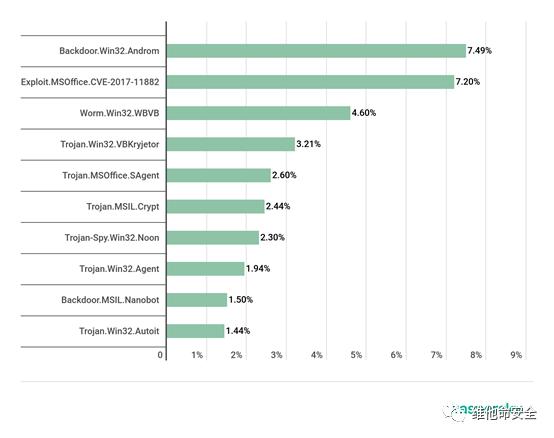 Backdoor.Win32.Androm 7.49%
Exploit.MSOffice.CVE-2017-11882 7.20%
Worm.Win32.WBVB 4.60%
Trojan.Win32.VBKryjetor 3.21%
Trojan.MSOffice.SAgent 2.60%
Trojan.MSIL.Crypt 2.44%
Trojan-Spy.Win32.Noon 2.30%
Trojan.Win32.Agent 1.94%
Backdoor.MSIL.Nanobot 1.50%
Trojan.Win32.Autoit 1.44%
0 1% 2% 3% 4% 5% 6% 7% 8% 9%
维他命安全